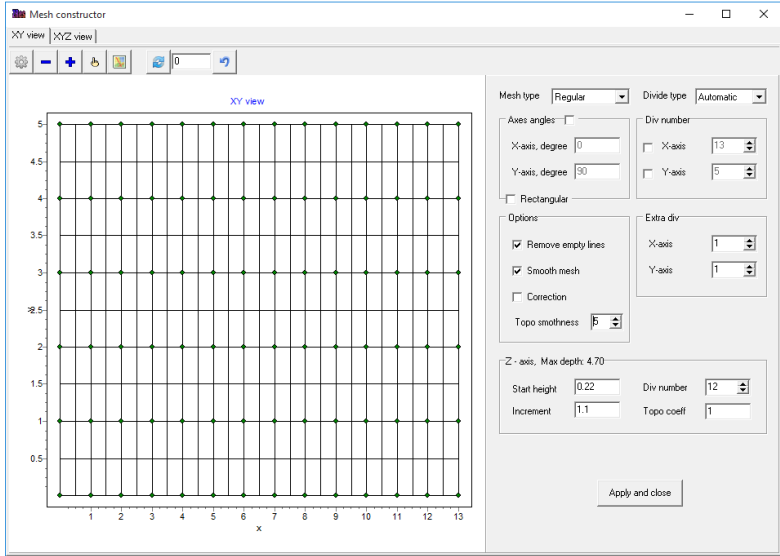 Mesh constructor
XY view XYZ view
0
Mesh type Regular Divide type Automatic
XY view
Axes angles Div number
X-axis, degree 0 X-axis 13
Y-axis, degree 90 Y-axis 5
Rectangular
Options Extra div
Remove empty lines X-axis 1
Smooth mesh Y-axis 1
Correction
Topo smothness 5
Z - axis, Max depth: 4.70
Start height 0.22 Div number 12
Increment 1.1 Topo coeff 1
Apply and close
5
4.5
4
3.5
3
2.5
2
1.5
1
0.5
1 2 3 4 5 6 7 8 9 10 11 12 13
x